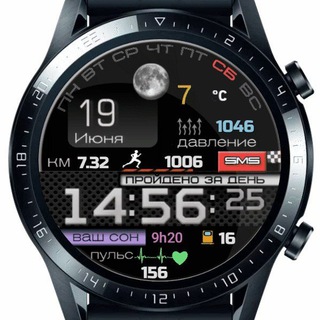 ПН ВТ СР ЧТ ПТ СБ ВС
19
Июня
7 °C
1046
давление
КМ 7.32
1006
SMS
ПРОЙДЕНО ЗА ДЕНЬ
14:56:25
ваш сон 9h20
16
пульс
156